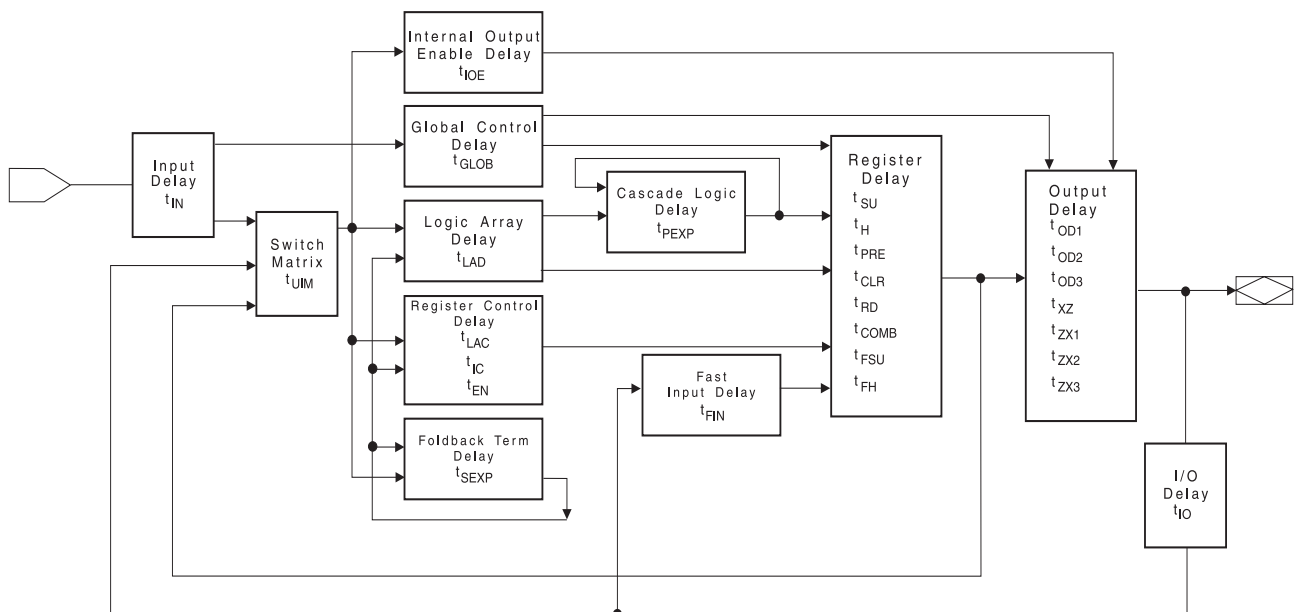 Internal Output
Enable Delay
tIOE
Global Control
Delay
tGLOB
Input
Delay
tIN
Switch
Matrix
tUIM
Logic Array
Delay
tLAD
Cascade Logic
Delay
tPEXP
Register Control
Delay
tLAC
tIC
tEN
Foldback Term
Delay
tSEXP
Fast
Input Delay
tFIN
Register
Delay
tSU
tH
tPRE
tCLR
tRD
tCOMB
tFSU
tFH
Output
Delay
tOD1
tOD2
tOD3
tXZ
tZX1
tZX2
tZX3
I/O
Delay
tIO